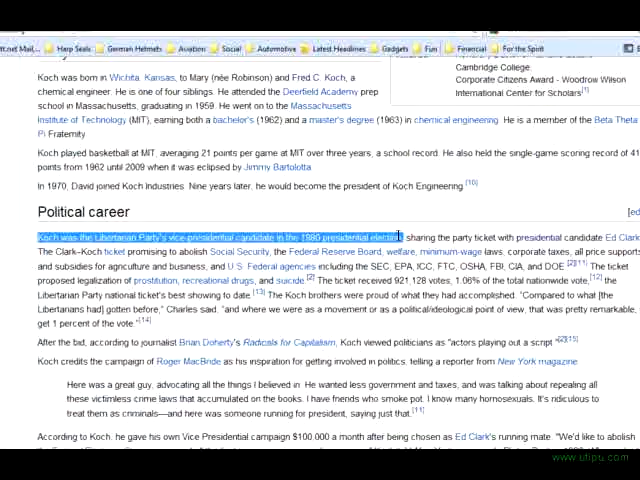 tt.net Mail,... Harp Seals German Helmets Aviation Social Automotive Latest Headlines Gadgets Fun Financial For the Spirit
Cambridge College
Corporate Citizens Award - Woodrow Wilson
International Center for Scholars[1]
Koch was born in Wichita, Kansas, to Mary (née Robinson) and Fred C. Koch, a
chemical engineer. He is one of four siblings. He attended the Deerfield Academy prep
school in Massachusetts, graduating in 1959. He went on to the Massachusetts
Institute of Technology (MIT), earning both a bachelor's (1962) and a master's degree (1963) in chemical engineering. He is a member of the Beta Theta
Pi Fraternity.
Koch played basketball at MIT, averaging 21 points per game at MIT over three years, a school record. He also held the single-game scoring record of 41
points from 1962 until 2009 when it was eclipsed by Jimmy Bartolotta.
In 1970, David joined Koch Industries. Nine years later, he would become the president of Koch Engineering.[10]
Political career [ed
Koch was the Libertarian Party's vice-presidential candidate in the 1980 presidential election, sharing the party ticket with presidential candidate Ed Clark
The Clark–Koch ticket promising to abolish Social Security, the Federal Reserve Board, welfare, minimum-wage laws, corporate taxes, all price supports
and subsidies for agriculture and business, and U.S. Federal agencies including the SEC, EPA, ICC, FTC, OSHA, FBI, CIA, and DOE.[2][11] The ticket
proposed legalization of prostitution, recreational drugs, and suicide.[2] The ticket received 921,128 votes, 1.06% of the total nationwide vote,[12] the
Libertarian Party national ticket's best showing to date.[13] The Koch brothers were proud of what they had accomplished. "Compared to what [the
Libertarians had] gotten before," Charles said, "and where we were as a movement or as a political/ideological point of view, that was pretty remarkable,
get 1 percent of the vote."[14]
After the bid, according to journalist Brian Doherty's Radicals for Capitalism, Koch viewed politicians as "actors playing out a script."[2][15]
Koch credits the campaign of Roger MacBride as his inspiration for getting involved in politics, telling a reporter from New York magazine:
Here was a great guy, advocating all the things I believed in. He wanted less government and taxes, and was talking about repealing all
these victimless crime laws that accumulated on the books. I have friends who smoke pot. I know many homosexuals. It's ridiculous to
treat them as criminals—and here was someone running for president, saying just that.[11]
According to Koch, he gave his own Vice Presidential campaign $100,000 a month after being chosen as Ed Clark's running mate. "We'd like to abolish
www.utipu.com